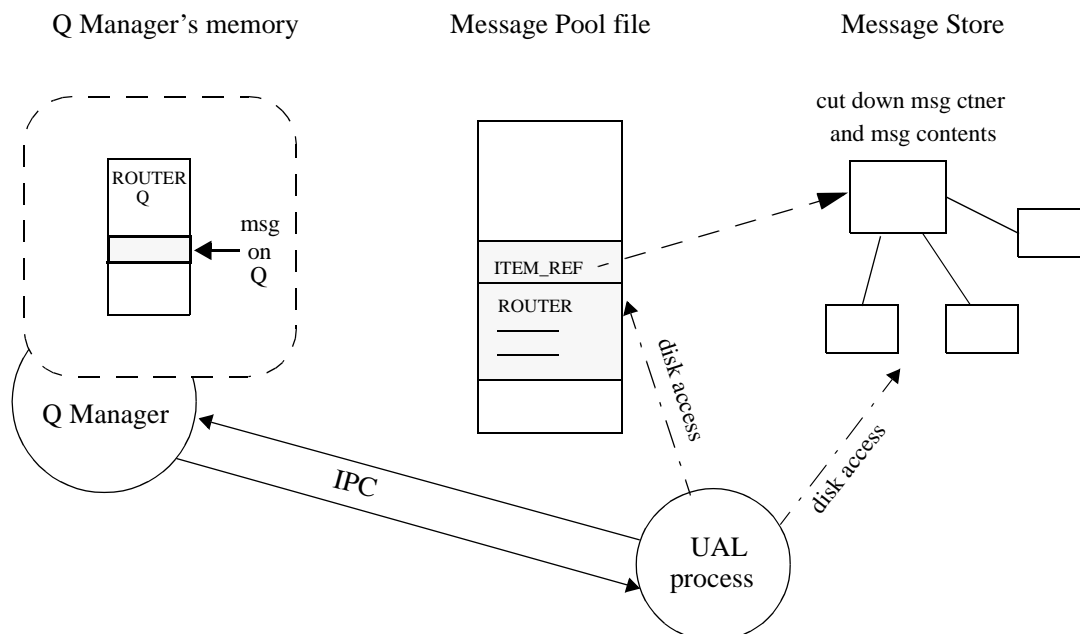 Q Manager’s memory
Message Pool file
Message Store
cut down msg ctner
and msg contents
ROUTER
Q
msg
on
Q
ITEM_REF
ROUTER
disk access
disk access
Q Manager
IPC
UAL
process